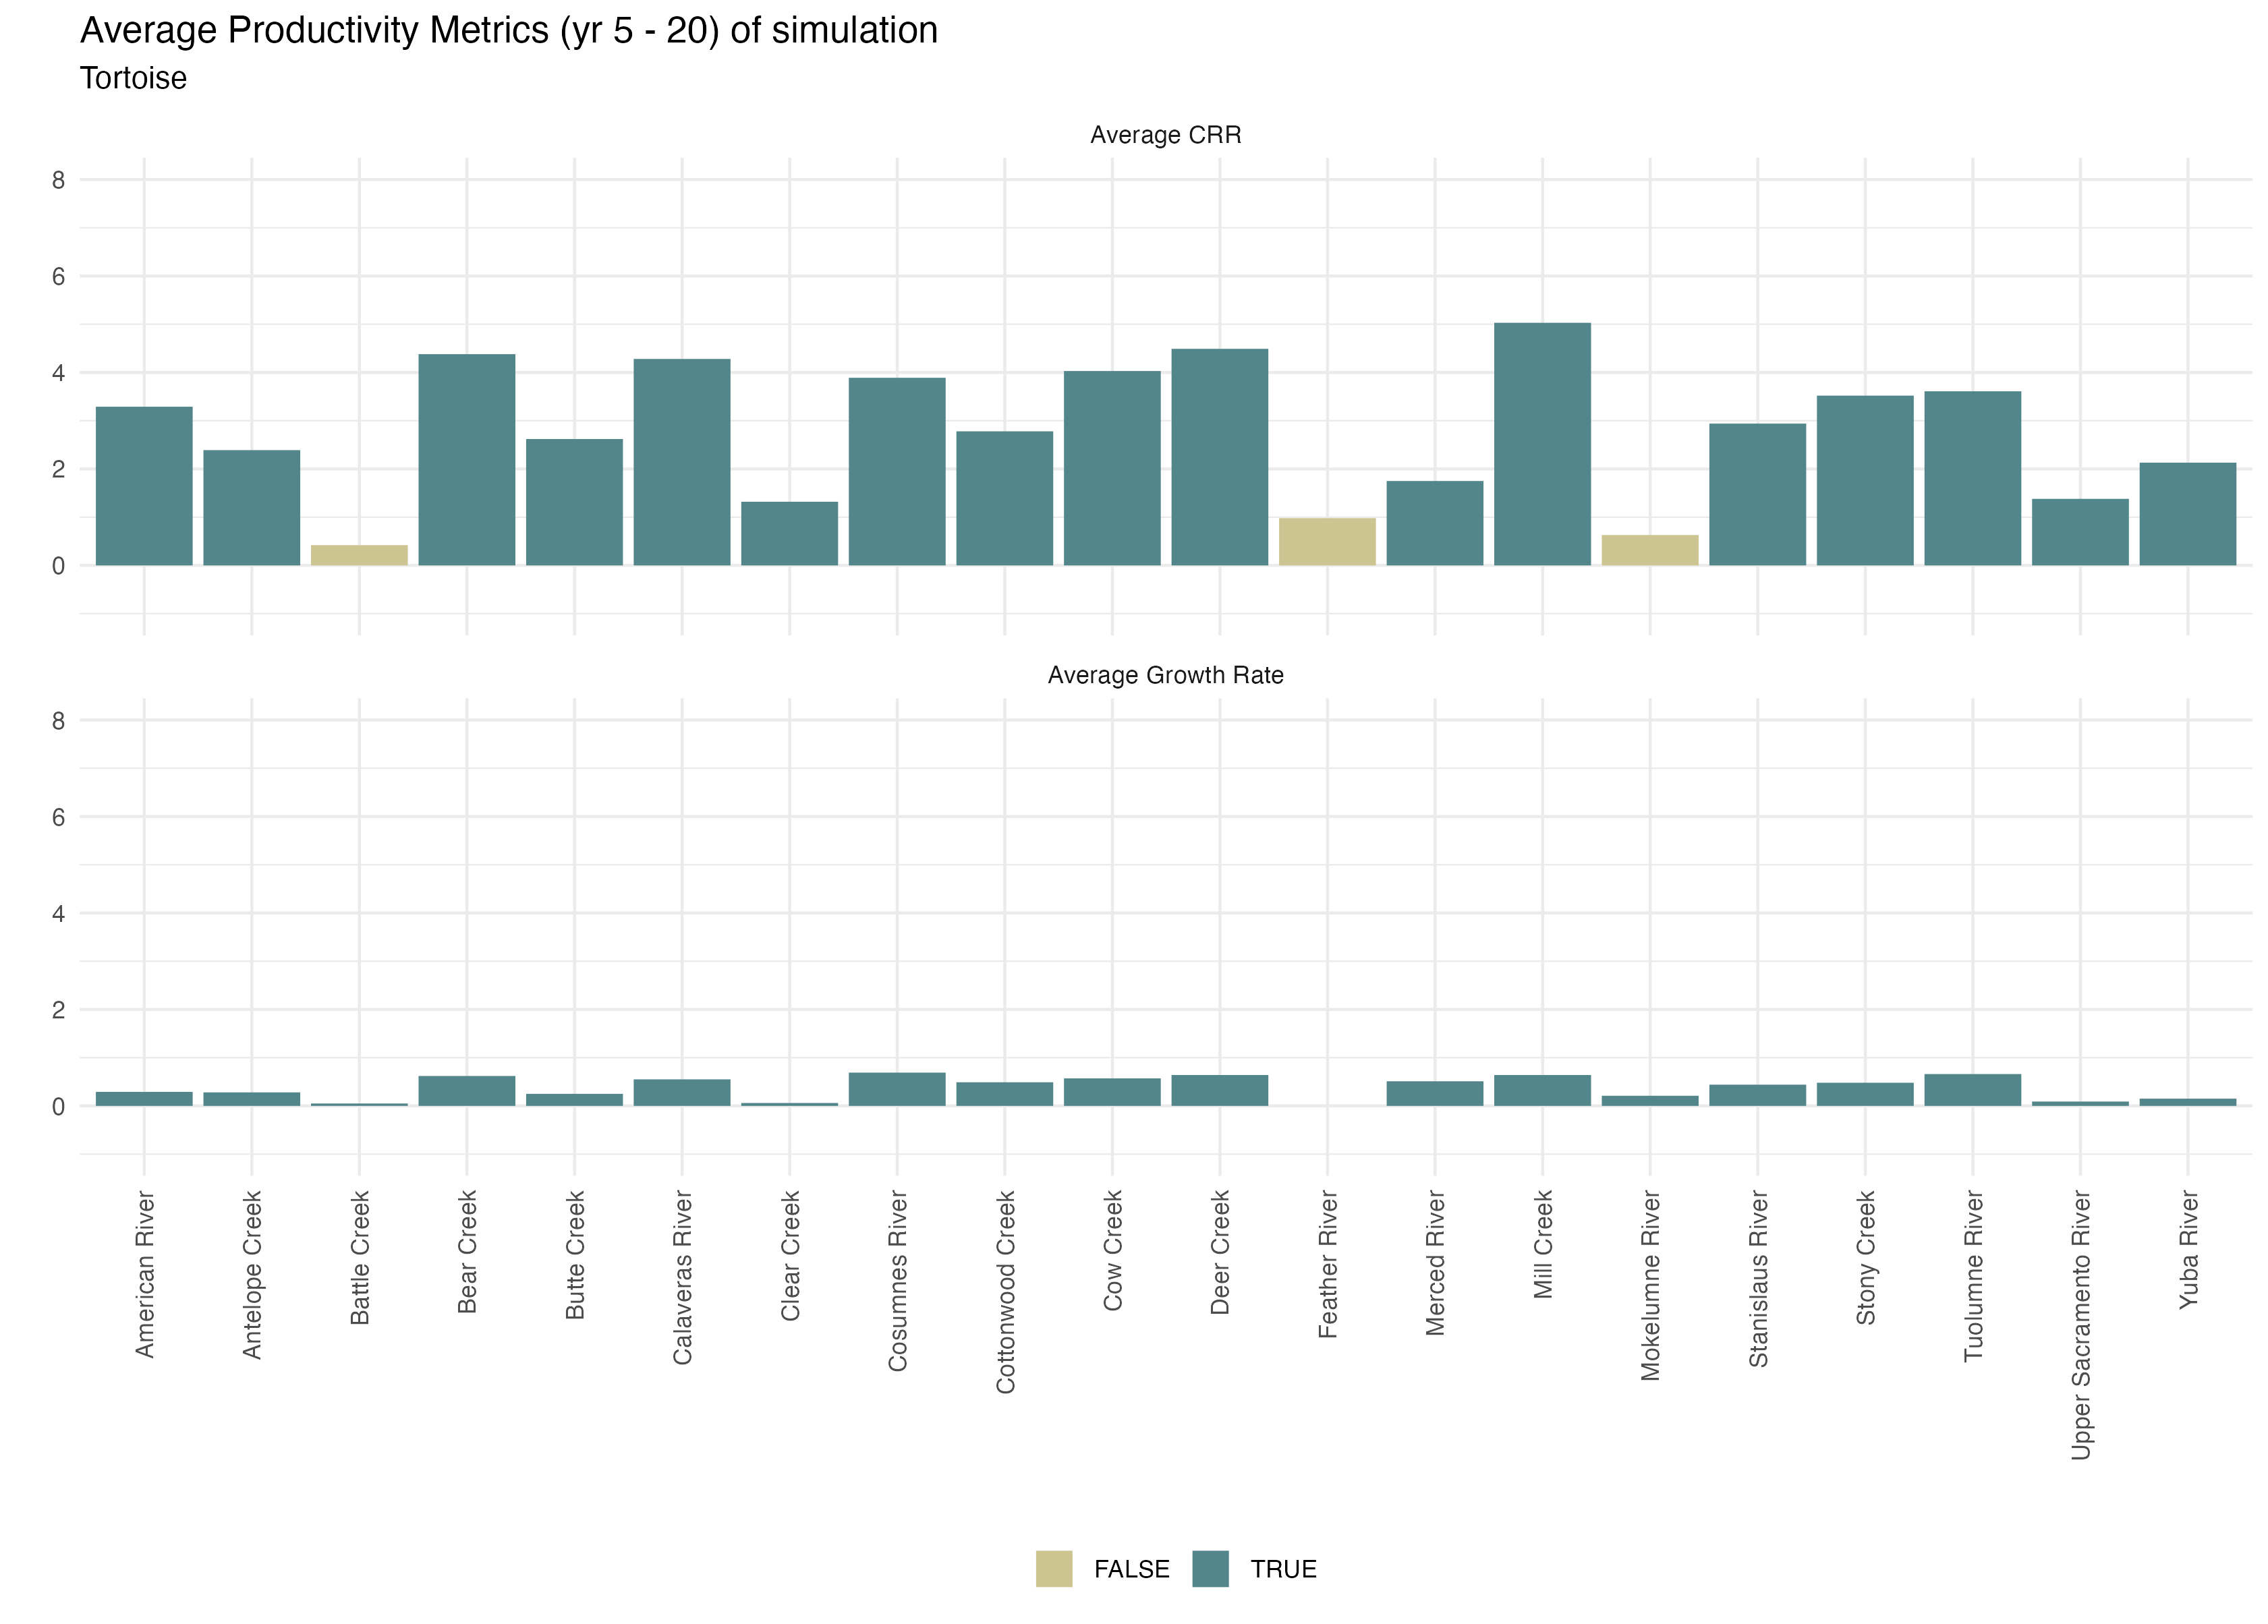 Average Productivity Metrics (yr 5 - 20) of simulation
Tortoise
Average CRR
8
6
4
2
0
Average Growth Rate
8
6
4
2
0
American River
Antelope Creek
Battle Creek
Bear Creek
Butte Creek
Calaveras River
Clear Creek
Cosumnes River
Cottonwood Creek
Cow Creek
Deer Creek
Feather River
Merced River
Mill Creek
Mokelumne River
Stanislaus River
Stony Creek
Tuolumne River
Upper Sacramento River
Yuba River
FALSE TRUE